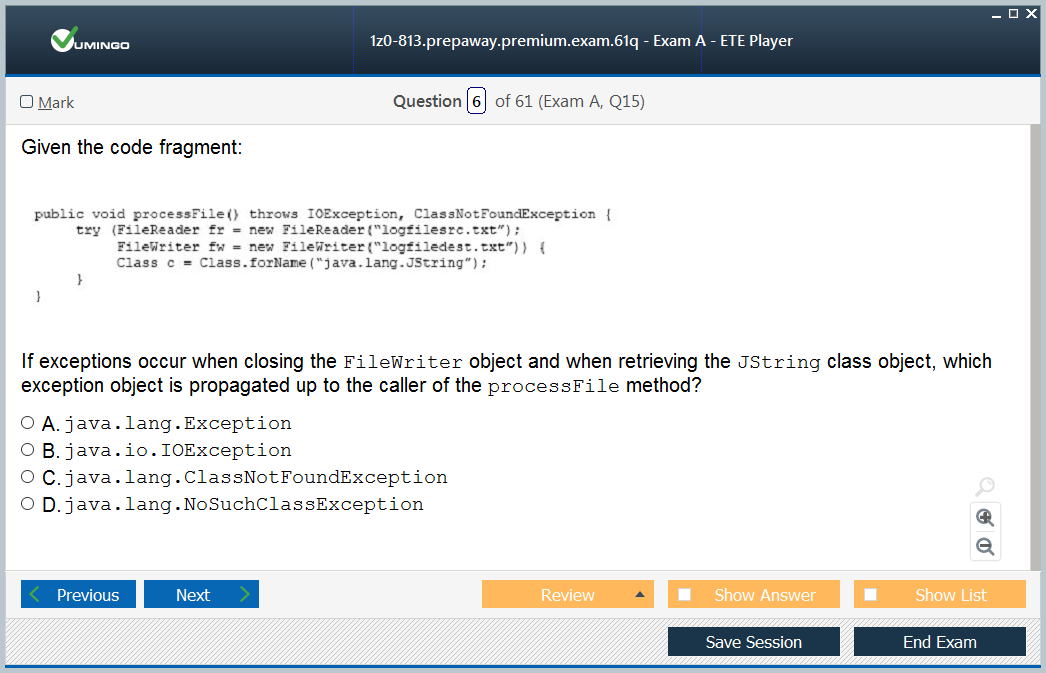 VUMINGO
1z0-813.prepaway.premium.exam.61q - Exam A - ETE Player
Mark
Question 6 of 61 (Exam A, Q15)
Given the code fragment:
public void processFile() throws IOException, ClassNotFoundException {
try (FileReader fr = new FileReader("logfilesrc.txt");
FileWriter fw = new FileWriter("logfiledest.txt")) {
Class c = Class.forName("java.lang.JString");
}
}
If exceptions occur when closing the FileWriter object and when retrieving the JString class object, which
exception object is propagated up to the caller of the processFile method?
A. java.lang.Exception
B. java.io.IOException
C. java.lang.ClassNotFoundException
D. java.lang.NoSuchClassException
Previous
Next
Review
Show Answer
Show List
Save Session
End Exam